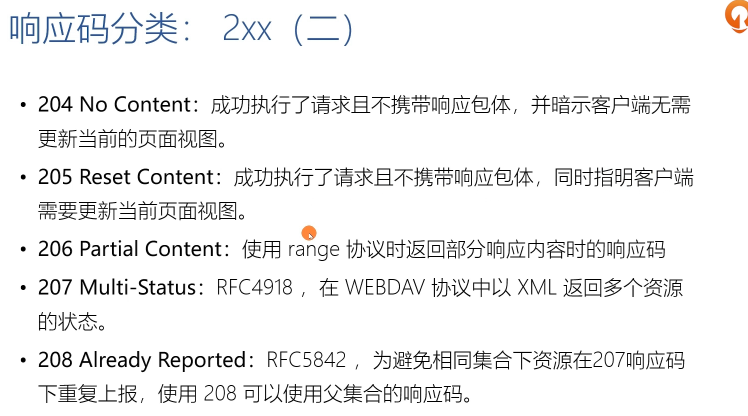 响应码分类： 2xx（二）
• 204 No Content：成功执行了请求且不携带响应包体，并暗示客户端无需
更新当前的页面视图。
• 205 Reset Content：成功执行了请求且不携带响应包体，同时指明客户端
需要更新当前页面视图。
• 206 Partial Content：使用 range 协议时返回部分响应内容时的响应码
• 207 Multi-Status：RFC4918 ，在 WEBDAV 协议中以 XML 返回多个资源
的状态。
• 208 Already Reported：RFC5842 ，为避免相同集合下资源在207响应码
下重复上报，使用 208 可以使用父集合的响应码。